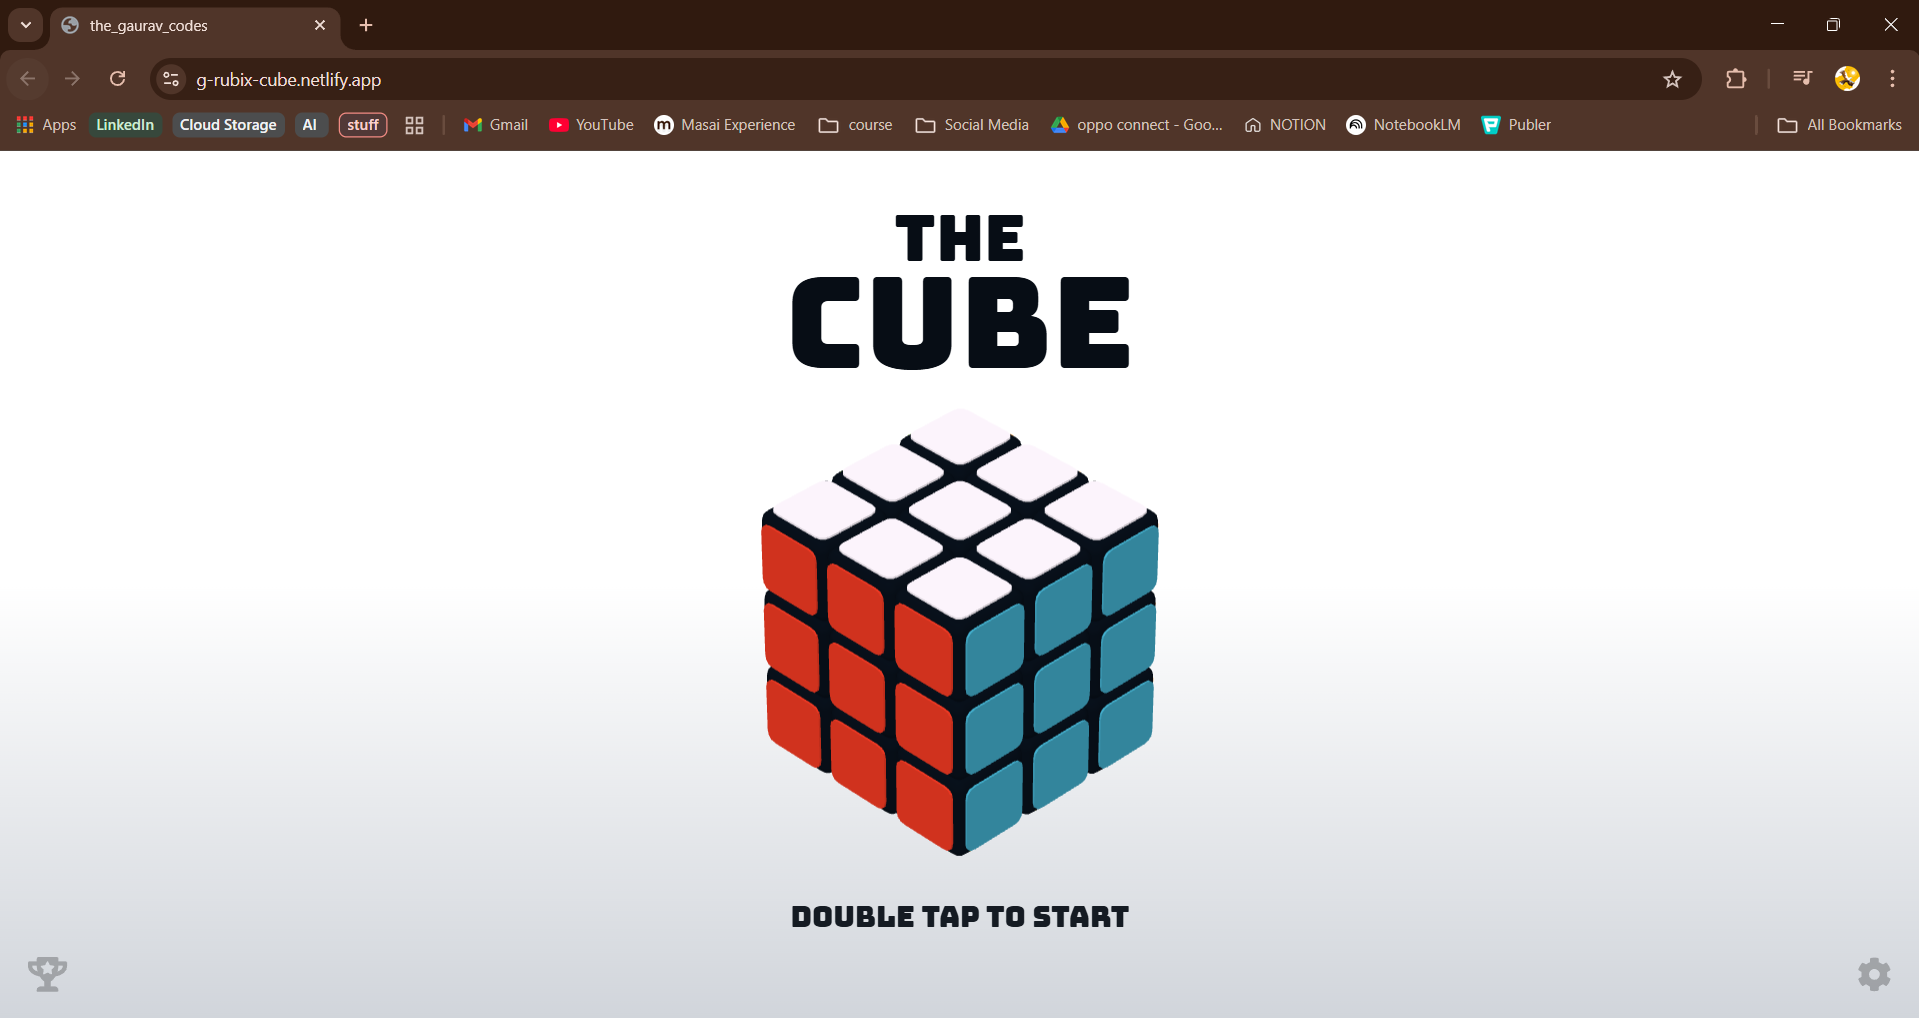 the_gaurav_codes
g-rubix-cube.netlify.app
Apps LinkedIn Cloud Storage AI stuff Gmail YouTube Masai Experience course Social Media oppo connect - Goo... NOTION NotebookLM Publer All Bookmarks
THE
CUBE
DOUBLE TAP TO START